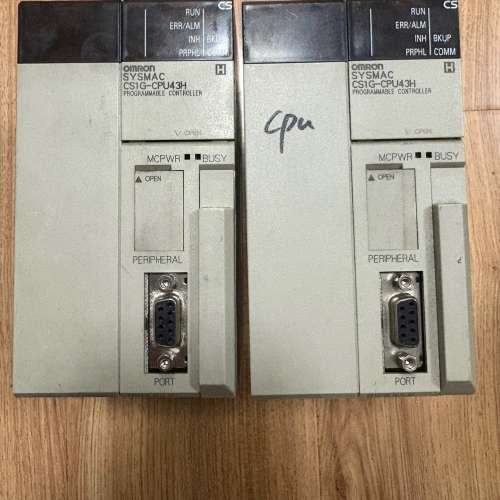 CS
RUN
ERR/ALM
INH BKUP
PRPHL COMM
OMRON
SYSMAC H
CS1G-CPU43H
PROGRAMMABLE CONTROLLER
OPEN
MCPWR BUSY
OPEN
PERIPHERAL
PORT
CS
RUN
ERR/ALM
INH BKUP
PRPHL COMM
OMRON
SYSMAC H
CS1G-CPU43H
PROGRAMMABLE CONTROLLER
OPEN
cpu
MCPWR BUSY
OPEN
PERIPHERAL
PORT